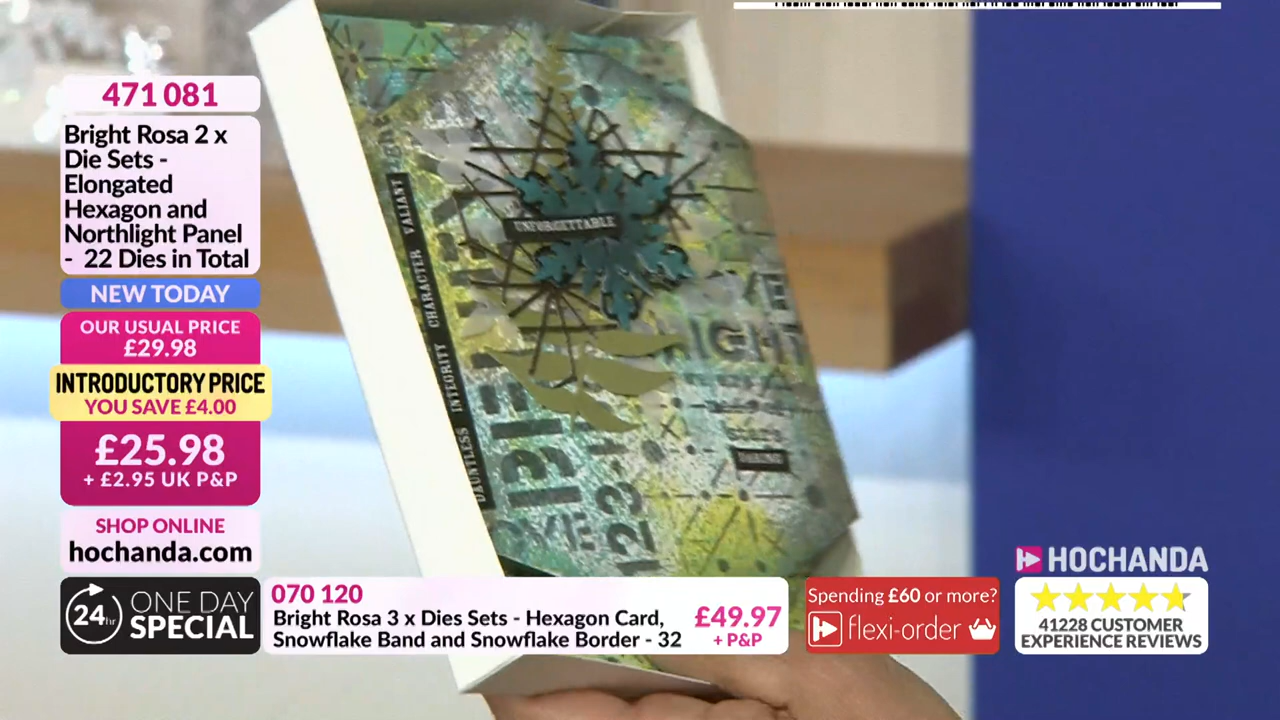 471 081
Bright Rosa 2 x
Die Sets -
Elongated
Hexagon and
Northlight Panel
- 22 Dies in Total
NEW TODAY
OUR USUAL PRICE
£29.98
INTRODUCTORY PRICE
YOU SAVE £4.00
£25.98
+ £2.95 UK P&P
SHOP ONLINE
hochanda.com
24hr
ONE DAY
SPECIAL
070 120
Bright Rosa 3 x Dies Sets - Hexagon Card,
Snowflake Band and Snowflake Border - 32
£49.97
+ P&P
Spending £60 or more?
flexi-order
HOCHANDA
41228 CUSTOMER
EXPERIENCE REVIEWS
UNFORGETTABLE
DAUNTLESS INTEGRITY CHARACTER VALIANT